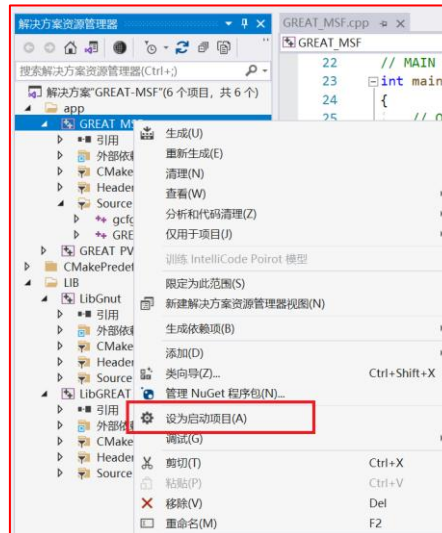 解决方案资源管理器
GREAT_MSF.cpp
GREAT_MSF
搜索解决方案资源管理器(Ctrl+;)
解决方案"GREAT-MSF"(6 个项目，共 6 个)
app
GREAT MS
引用
外部依
CMake
Header
Source
gcfg
GRE
GREAT PV
CMakePredef
LIB
LibGnut
引用
外部依
CMake
Header
Source
LibGREAT
引用
外部依
CMake
Header
Source
22 // MAIN
23 int main
24 {
25 // O
生成(U)
重新生成(E)
清理(N)
查看(W)
分析和代码清理(Z)
仅用于项目(J)
训练 IntelliCode Poirot 模型
限定为此范围(S)
新建解决方案资源管理器视图(N)
生成依赖项(B)
添加(D)
类向导(Z)... Ctrl+Shift+X
管理 NuGet 程序包(N)...
设为启动项目(A)
调试(G)
剪切(T) Ctrl+X
粘贴(P) Ctrl+V
移除(V) Del
重命名(M) F2